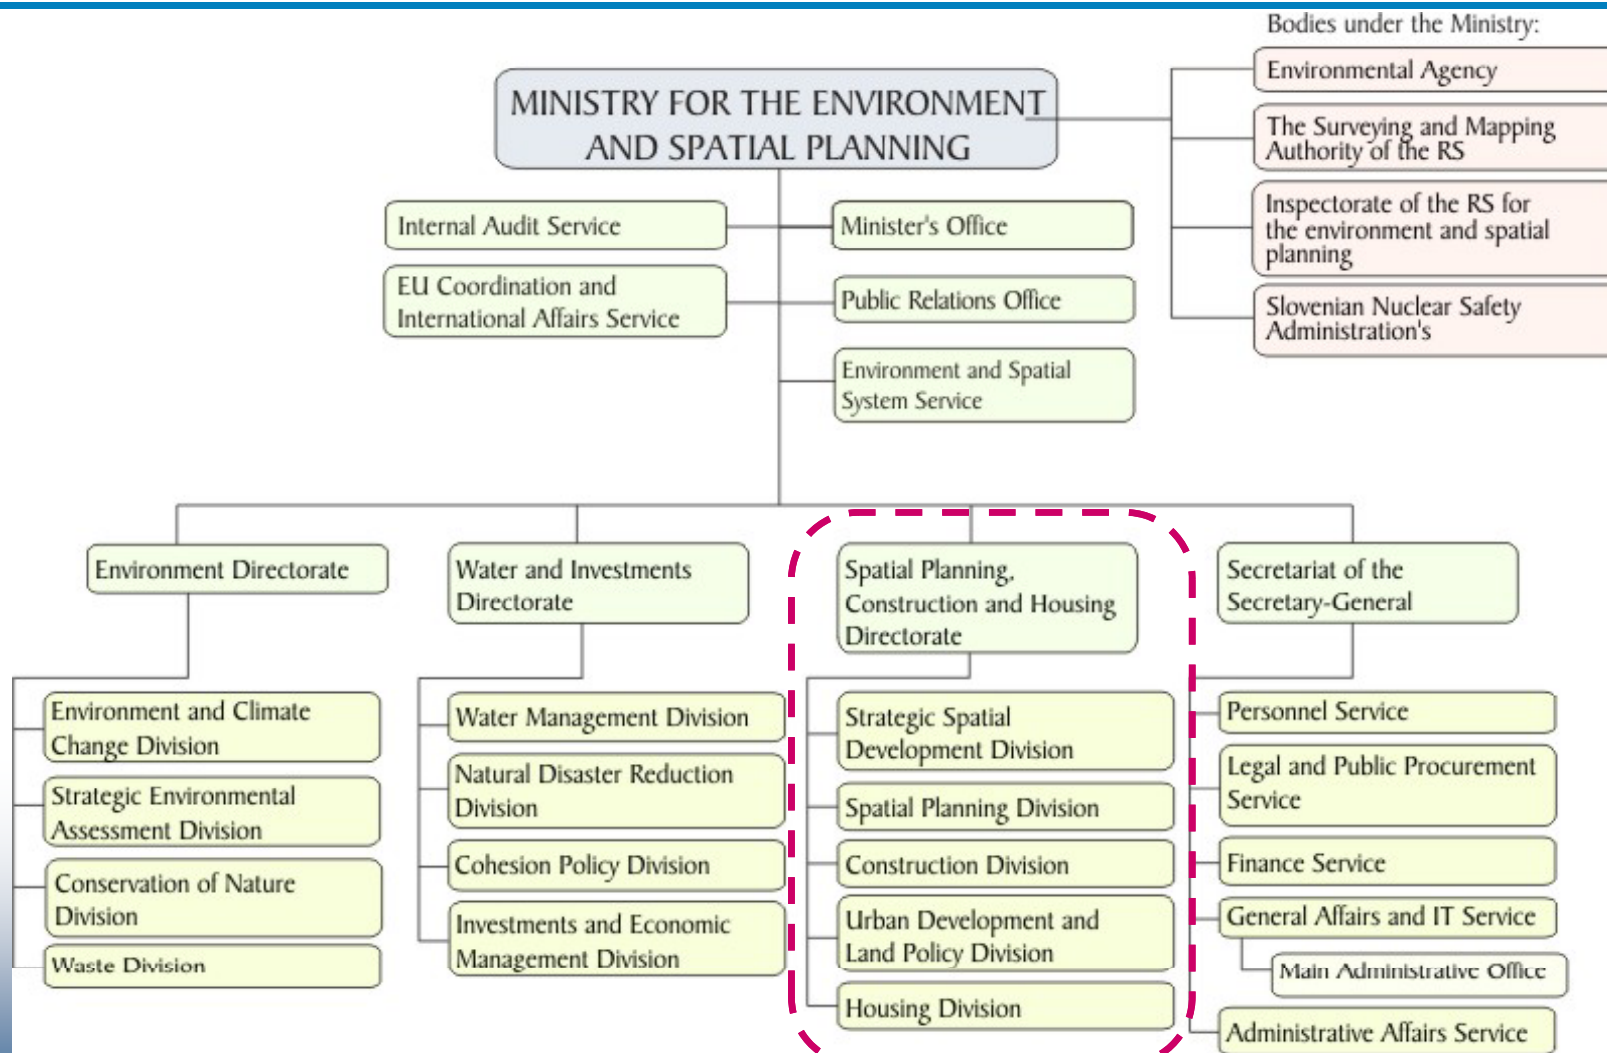 Bodies under the Ministry:
MINISTRY FOR THE ENVIRONMENT
AND SPATIAL PLANNING
Environmental Agency
The Surveying and Mapping
Authority of the RS
Inspectorate of the RS for
the environment and spatial
planning
Slovenian Nuclear Safety
Administration's
Internal Audit Service
Minister's Office
EU Coordination and
International Affairs Service
Public Relations Office
Environment and Spatial
System Service
Environment Directorate
Environment and Climate
Change Division
Strategic Environmental
Assessment Division
Conservation of Nature
Division
Waste Division
Water and Investments
Directorate
Water Management Division
Natural Disaster Reduction
Division
Cohesion Policy Division
Investments and Economic
Management Division
Spatial Planning,
Construction and Housing
Directorate
Strategic Spatial
Development Division
Spatial Planning Division
Construction Division
Urban Development and
Land Policy Division
Housing Division
Secretariat of the
Secretary-General
Personnel Service
Legal and Public Procurement
Service
Finance Service
General Affairs and IT Service
Main Administrative Office
Administrative Affairs Service